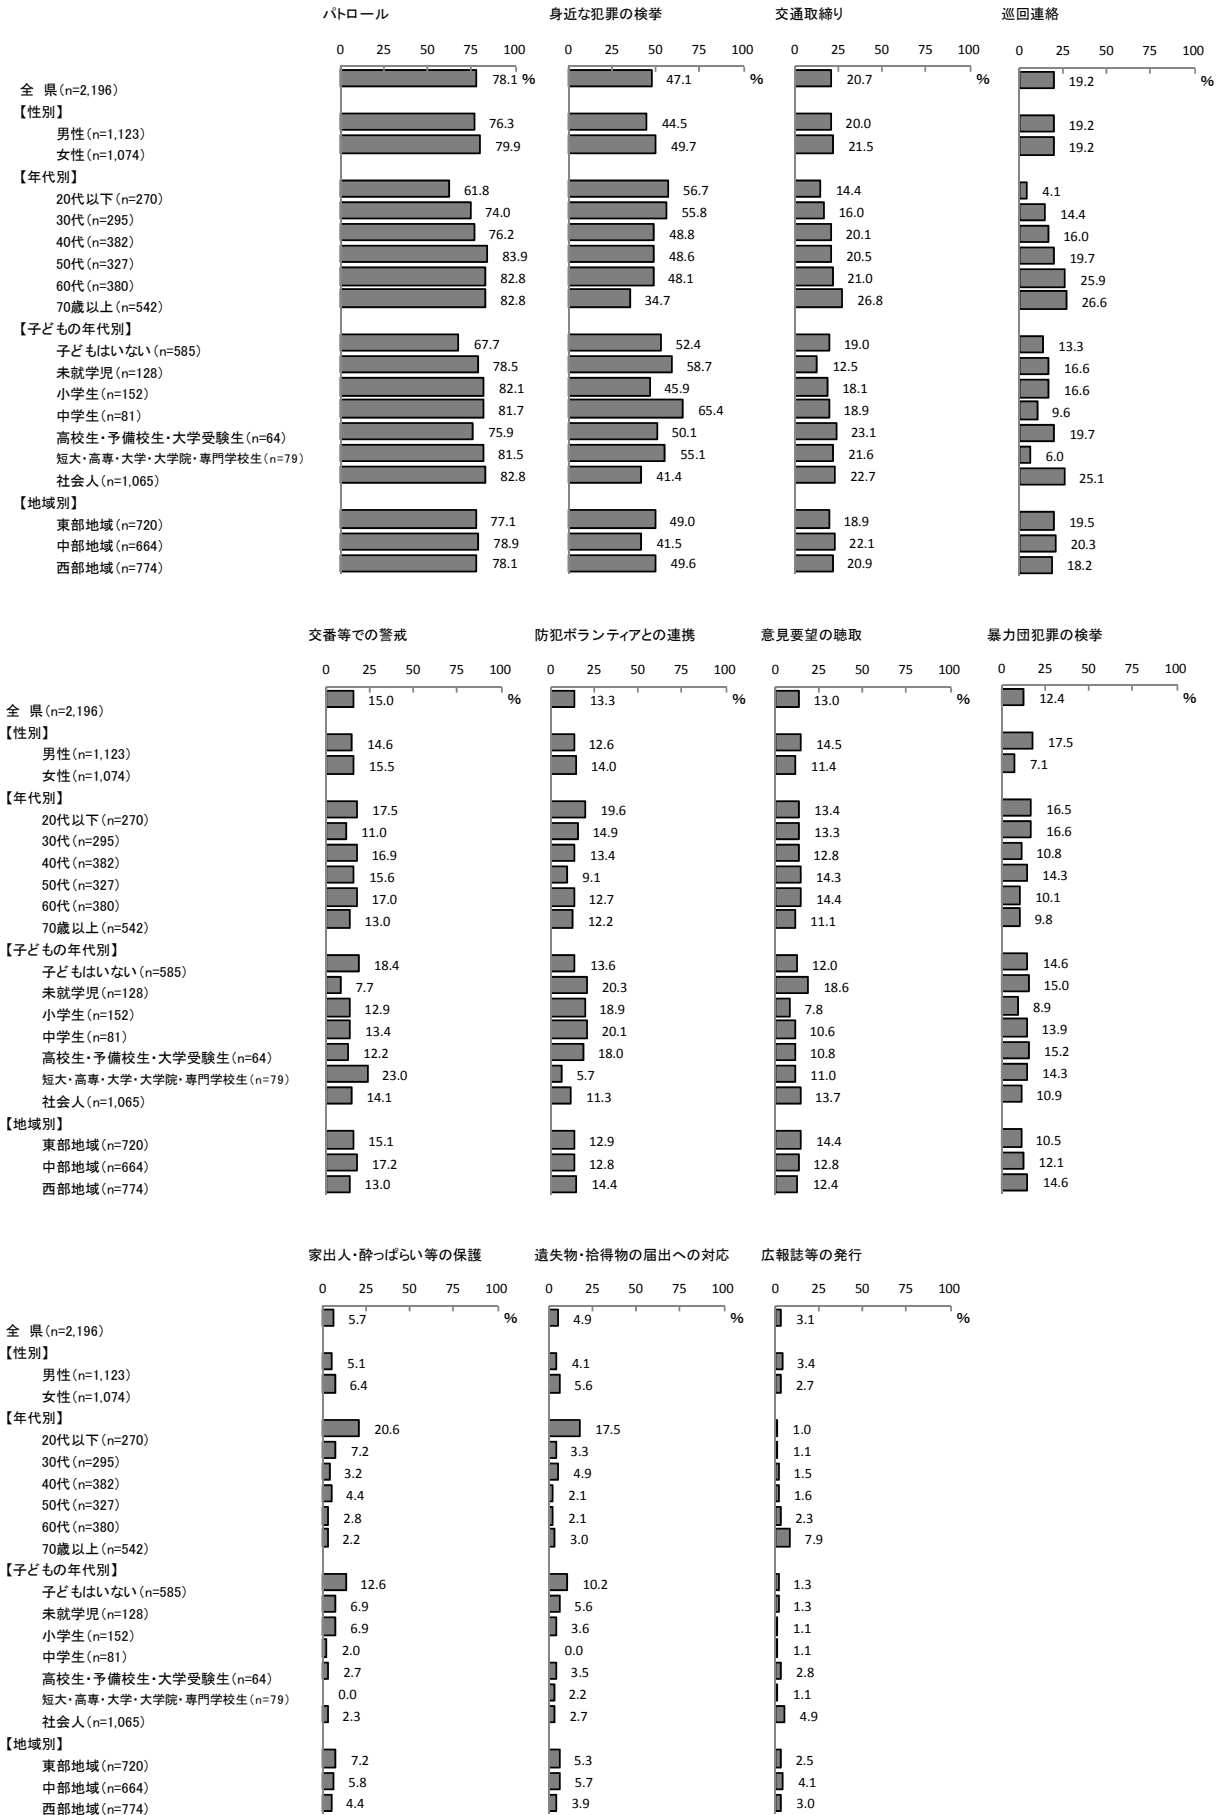 パトロール 身近な犯罪の検挙 交通取締り 巡回連絡
0 25 50 75 100 0 25 50 75 100 0 25 50 75 100 0 25 50 75 100
全 県(n=2,196) 78.1 % 47.1 % 20.7 % 19.2 %
【性別】
男性(n=1,123) 76.3 44.5 20.0 19.2
女性(n=1,074) 79.9 49.7 21.5 19.2
【年代別】
20代以下(n=270) 61.8 56.7 14.4 4.1
30代(n=295) 74.0 55.8 16.0 14.4
40代(n=382) 76.2 48.8 20.1 16.0
50代(n=327) 83.9 48.6 20.5 19.7
60代(n=380) 82.8 48.1 21.0 25.9
70歳以上(n=542) 82.8 34.7 26.8 26.6
【子どもの年代別】
子どもはいない(n=585) 67.7 52.4 19.0 13.3
未就学児(n=128) 78.5 58.7 12.5 16.6
小学生(n=152) 82.1 45.9 18.1 16.6
中学生(n=81) 81.7 65.4 18.9 9.6
高校生・予備校生・大学受験生(n=64) 75.9 50.1 23.1 19.7
短大・高専・大学・大学院・専門学校生(n=79) 81.5 55.1 21.6 6.0
社会人(n=1,065) 82.8 41.4 22.7 25.1
【地域別】
東部地域(n=720) 77.1 49.0 18.9 19.5
中部地域(n=664) 78.9 41.5 22.1 20.3
西部地域(n=774) 78.1 49.6 20.9 18.2
交番等での警戒 防犯ボランティアとの連携 意見要望の聴取 暴力団犯罪の検挙
0 25 50 75 100 0 25 50 75 100 0 25 50 75 100 0 25 50 75 100
全 県(n=2,196) 15.0 % 13.3 % 13.0 % 12.4 %
【性別】
男性(n=1,123) 14.6 12.6 14.5 17.5
女性(n=1,074) 15.5 14.0 11.4 7.1
【年代別】
20代以下(n=270) 17.5 19.6 13.4 16.5
30代(n=295) 11.0 14.9 13.3 16.6
40代(n=382) 16.9 13.4 12.8 10.8
50代(n=327) 15.6 9.1 14.3 14.3
60代(n=380) 17.0 12.7 14.4 10.1
70歳以上(n=542) 13.0 12.2 11.1 9.8
【子どもの年代別】
子どもはいない(n=585) 18.4 13.6 12.0 14.6
未就学児(n=128) 7.7 20.3 18.6 15.0
小学生(n=152) 12.9 18.9 7.8 8.9
中学生(n=81) 13.4 20.1 10.6 13.9
高校生・予備校生・大学受験生(n=64) 12.2 18.0 10.8 15.2
短大・高専・大学・大学院・専門学校生(n=79) 23.0 5.7 11.0 14.3
社会人(n=1,065) 14.1 11.3 13.7 10.9
【地域別】
東部地域(n=720) 15.1 12.9 14.4 10.5
中部地域(n=664) 17.2 12.8 12.8 12.1
西部地域(n=774) 13.0 14.4 12.4 14.6
家出人・酔っぱらい等の保護 遺失物・拾得物の届出への対応 広報誌等の発行
0 25 50 75 100 0 25 50 75 100 0 25 50 75 100
全 県(n=2,196) 5.7 % 4.9 % 3.1 %
【性別】
男性(n=1,123) 5.1 4.1 3.4
女性(n=1,074) 6.4 5.6 2.7
【年代別】
20代以下(n=270) 20.6 17.5 1.0
30代(n=295) 7.2 3.3 1.1
40代(n=382) 3.2 4.9 1.5
50代(n=327) 4.4 2.1 1.6
60代(n=380) 2.8 2.1 2.3
70歳以上(n=542) 2.2 3.0 7.9
【子どもの年代別】
子どもはいない(n=585) 12.6 10.2 1.3
未就学児(n=128) 6.9 5.6 1.3
小学生(n=152) 6.9 3.6 1.1
中学生(n=81) 2.0 0.0 1.1
高校生・予備校生・大学受験生(n=64) 2.7 3.5 2.8
短大・高専・大学・大学院・専門学校生(n=79) 0.0 2.2 1.1
社会人(n=1,065) 2.3 2.7 4.9
【地域別】
東部地域(n=720) 7.2 5.3 2.5
中部地域(n=664) 5.8 5.7 4.1
西部地域(n=774) 4.4 3.9 3.0